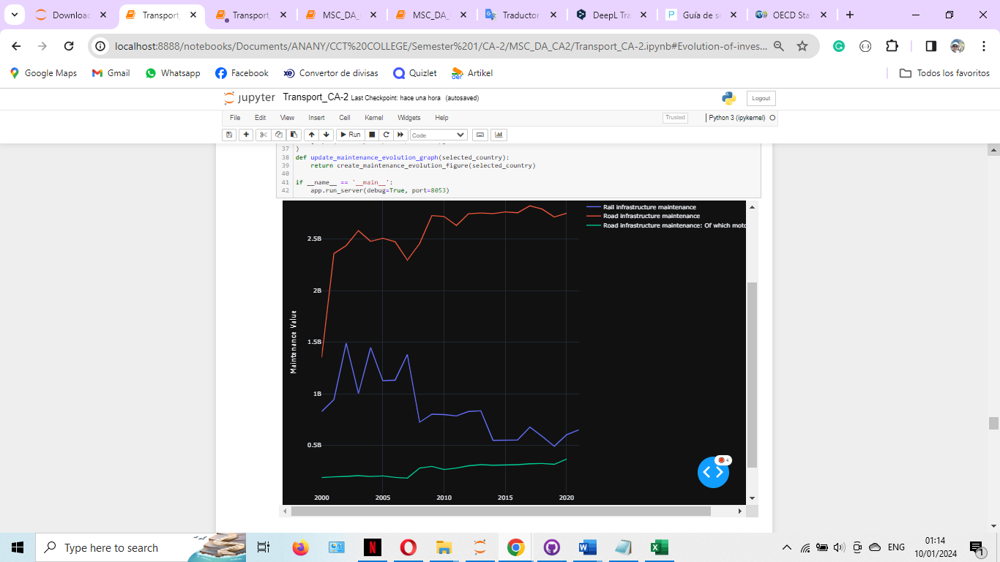 Downloac
Transport_
Transport_
MSC_DA_
MSC_DA_
Traductor
DeepL Tra
Guía de s
OECD Sta
localhost:8888/notebooks/Documents/ANANY/CCT%20COLLEGE/Semester%201/CA-2/MSC_DA_CA2/Transport_CA-2.ipynb#Evolution-of-inves...
Google Maps
Gmail
Whatsapp
Facebook
Convertor de divisas
Quizlet
Artikel
Todos los favoritos
jupyter Transport_CA-2 Last Checkpoint: hace una hora (autosaved)
Logout
File Edit View Insert Cell Kernel Widgets Help
Trusted
Python 3 (ipykernel)
Run
Code
37 )
38 def update_maintenance_evolution_graph(selected_country):
39 return create_maintenance_evolution_figure(selected_country)
40
41 if __name__ == '__main__':
42 app.run_server(debug=True, port=8053)
Rail infrastructure maintenance
Road infrastructure maintenance
Road infrastructure maintenance: Of which moto
2.5B
2B
1.5B
1B
0.5B
Maintenance Value
2000 2005 2010 2015 2020
4
Type here to search
ENG
01:14
10/01/2024
1